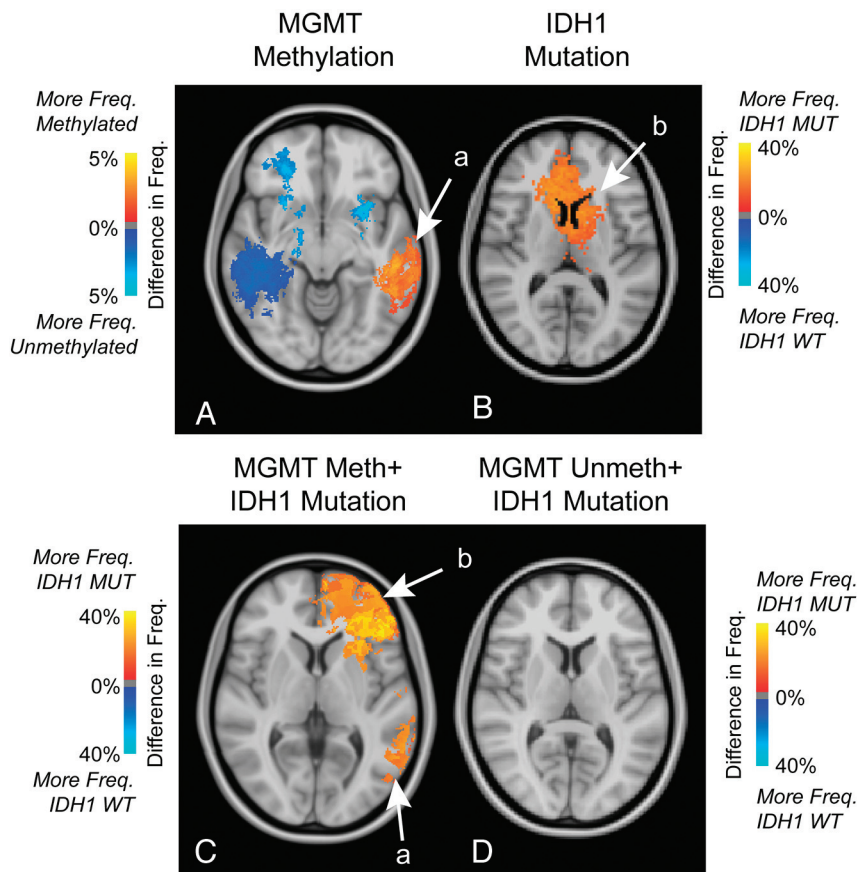 MGMT
Methylation
IDH1
Mutation
More Freq.
Methylated
5%
0%
5%
Difference in Freq.
More Freq.
Unmethylated
a
b
A
B
More Freq.
IDH1 MUT
40%
0%
40%
Difference in Freq.
More Freq.
IDH1 WT
MGMT Meth+
IDH1 Mutation
MGMT Unmeth+
IDH1 Mutation
More Freq.
IDH1 MUT
40%
0%
40%
Difference in Freq.
More Freq.
IDH1 WT
b
a
C
D
More Freq.
IDH1 MUT
40%
0%
40%
Difference in Freq.
More Freq.
IDH1 WT